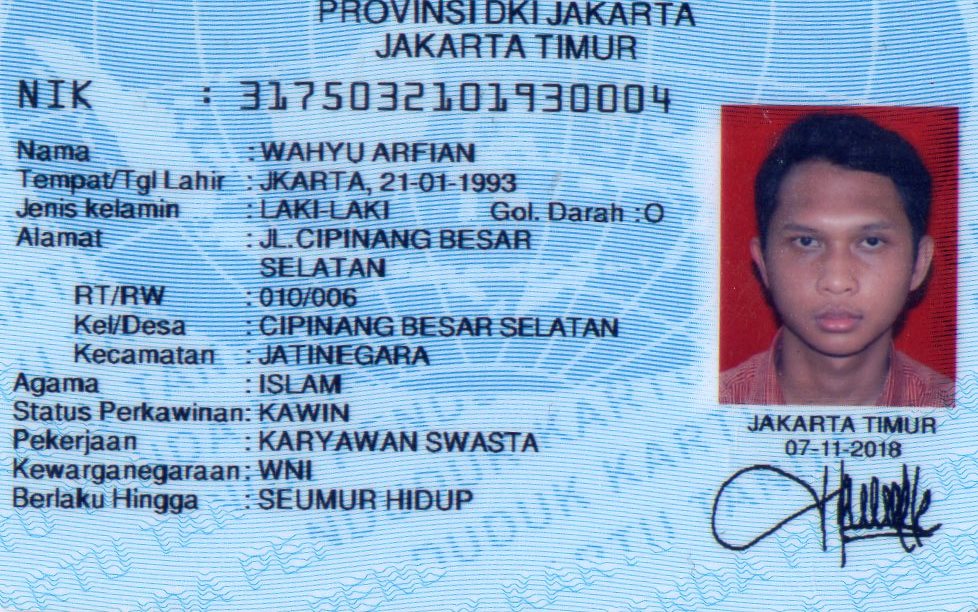 PROVINSI DKI JAKARTA
JAKARTA TIMUR
NIK : 3175032101930004
Nama : WAHYU ARFIAN
Tempat/Tgl Lahir : JKARTA, 21-01-1993
Jenis kelamin : LAKI-LAKI Gol. Darah :O
Alamat : JL.CIPINANG BESAR
SELATAN
RT/RW : 010/006
Kel/Desa : CIPINANG BESAR SELATAN
Kecamatan : JATINEGARA
Agama : ISLAM
Status Perkawinan: KAWIN
Pekerjaan : KARYAWAN SWASTA
Kewarganegaraan: WNI
Berlaku Hingga : SEUMUR HIDUP
JAKARTA TIMUR
07-11-2018